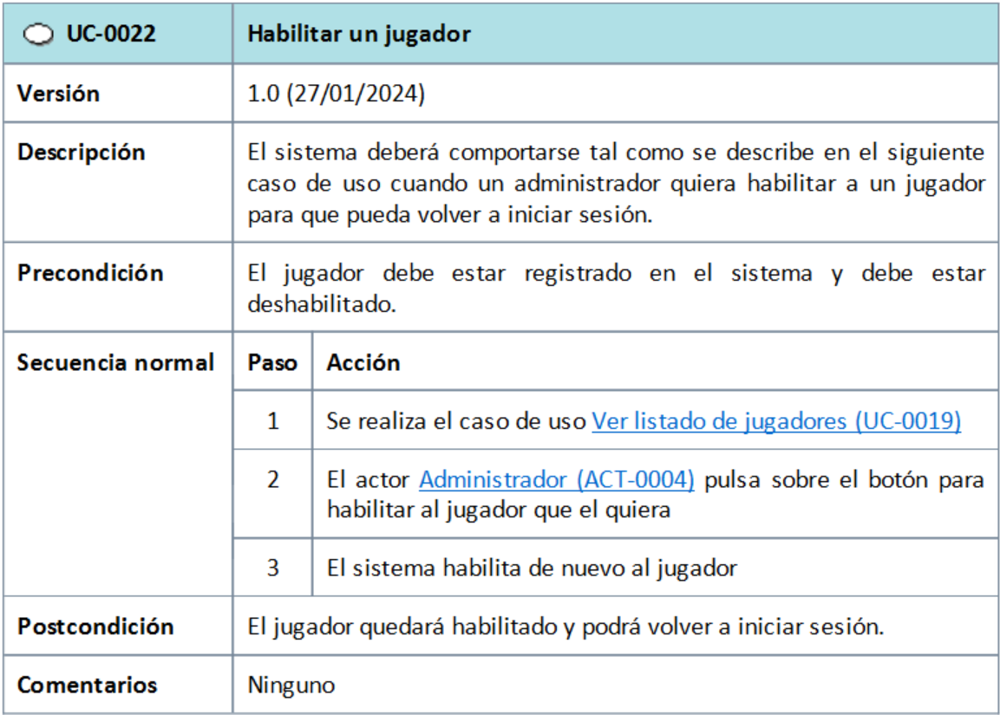 UC-0022 Habilitar un jugador
Versión 1.0 (27/01/2024)
Descripción El sistema deberá comportarse tal como se describe en el siguiente
caso de uso cuando un administrador quiera habilitar a un jugador
para que pueda volver a iniciar sesión.
Precondición El jugador debe estar registrado en el sistema y debe estar
deshabilitado.
Secuencia normal Paso Acción
1 Se realiza el caso de uso Ver listado de jugadores (UC-0019)
2 El actor Administrador (ACT-0004) pulsa sobre el botón para
habilitar al jugador que el quiera
3 El sistema habilita de nuevo al jugador
Postcondición El jugador quedará habilitado y podrá volver a iniciar sesión.
Comentarios Ninguno